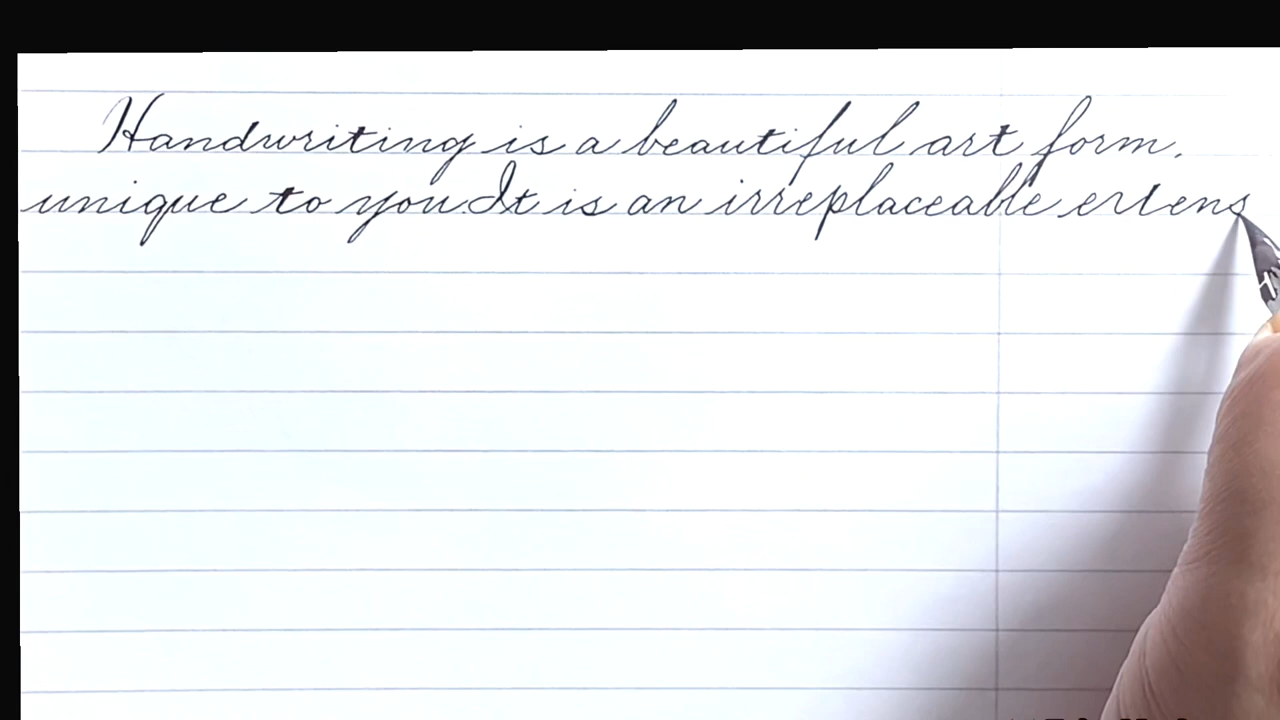 Handwriting is a beautiful art form,
unique to you. It is an irreplaceable extens